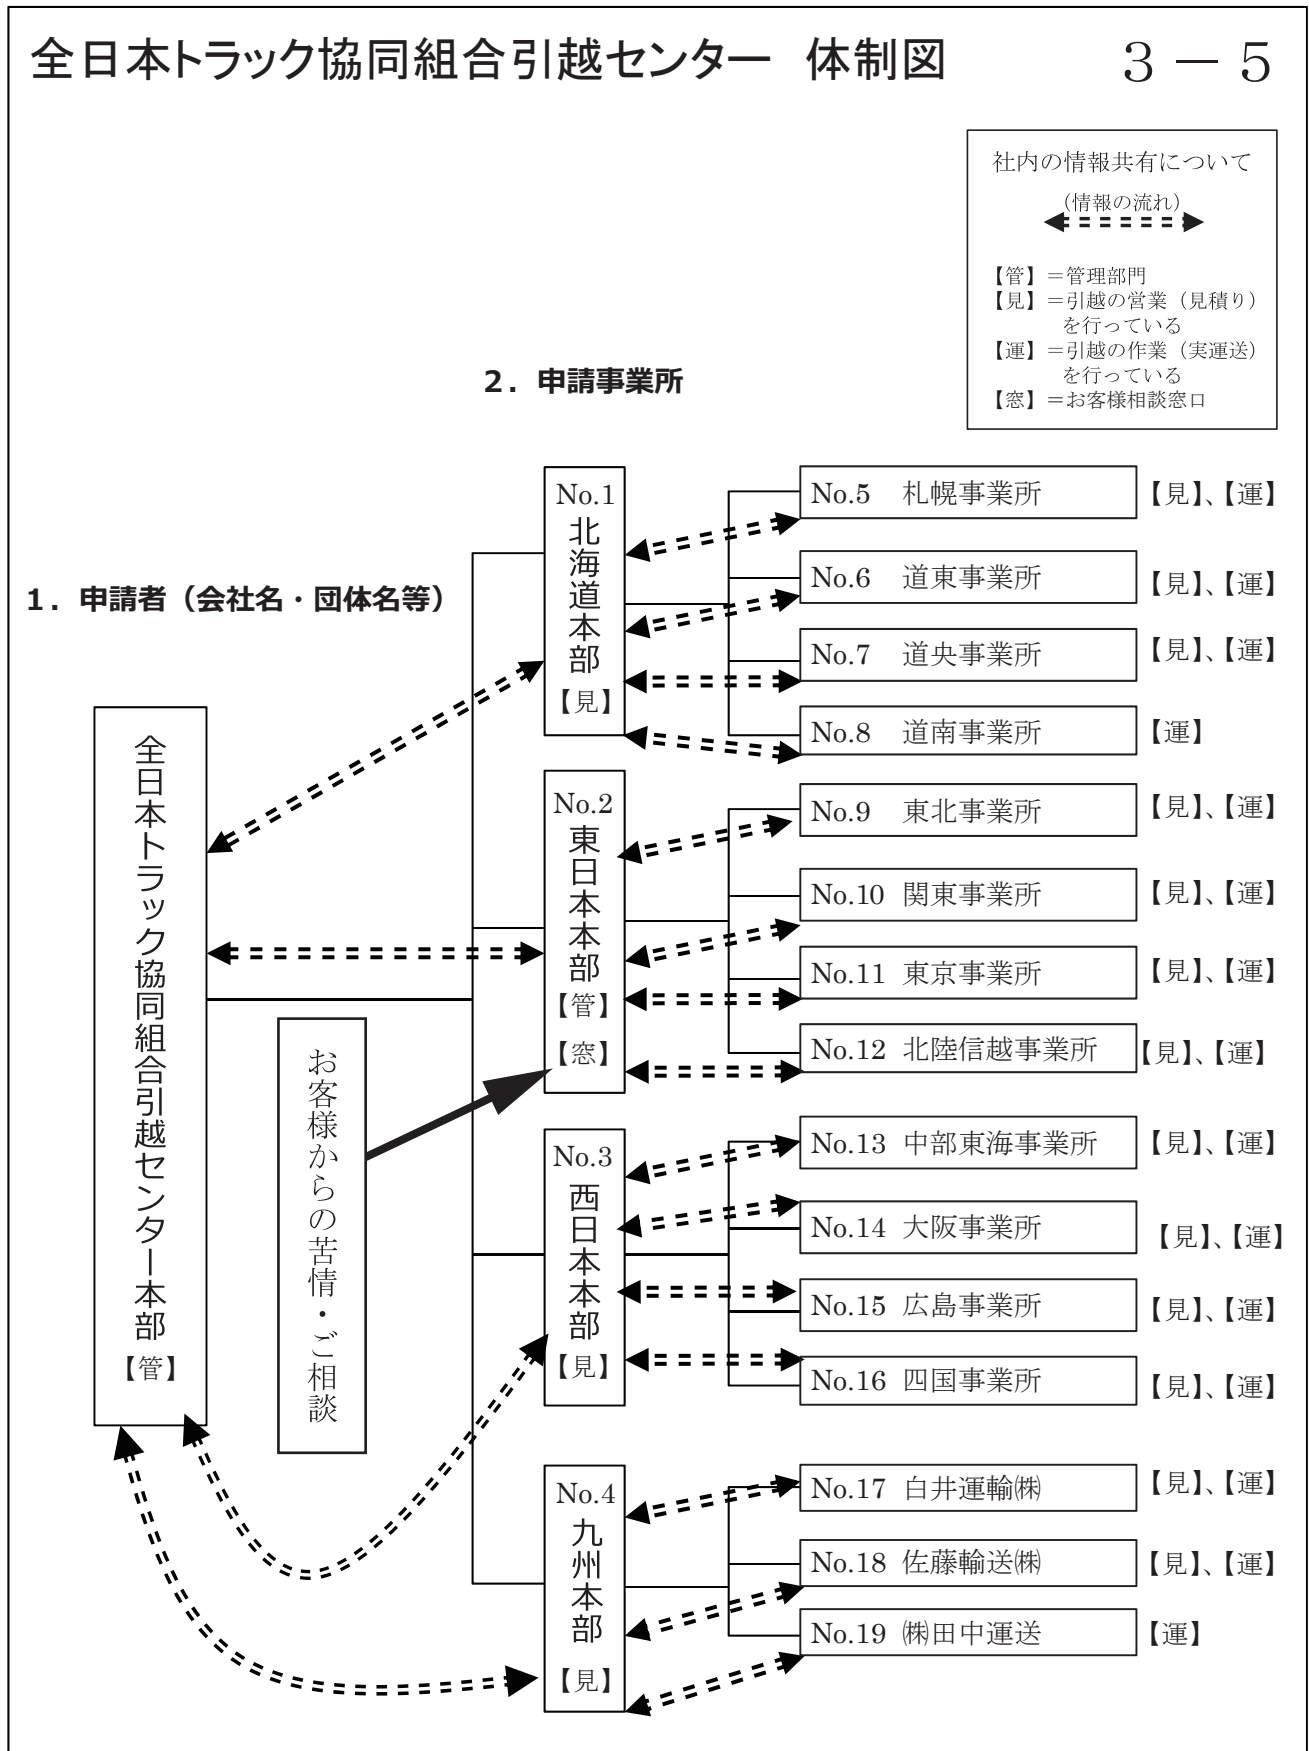 全日本トラック協同組合引越センター　体制図　３－５
社内の情報共有について
(情報の流れ)
【管】＝管理部門
【見】＝引越の営業（見積り）
を行っている
【運】＝引越の作業（実運送）
を行っている
【窓】＝お客様相談窓口
2．申請事業所
1．申請者（会社名・団体名等）
全日本トラック協同組合引越センター本部
【管】
お客様からの苦情・ご相談
No.1
北海道本部
【見】
No.5　札幌事業所　【見】、【運】
No.6　道東事業所　【見】、【運】
No.7　道央事業所　【見】、【運】
No.8　道南事業所　【運】
No.2
東日本本部
【管】
【窓】
No.9　東北事業所　【見】、【運】
No.10　関東事業所　【見】、【運】
No.11　東京事業所　【見】、【運】
No.12　北陸信越事業所　【見】、【運】
No.3
西日本本部
【見】
No.13　中部東海事業所　【見】、【運】
No.14　大阪事業所　【見】、【運】
No.15　広島事業所　【見】、【運】
No.16　四国事業所　【見】、【運】
No.4
九州本部
【見】
No.17　白井運輸㈱　【見】、【運】
No.18　佐藤輸送㈱　【見】、【運】
No.19　㈱田中運送　【運】